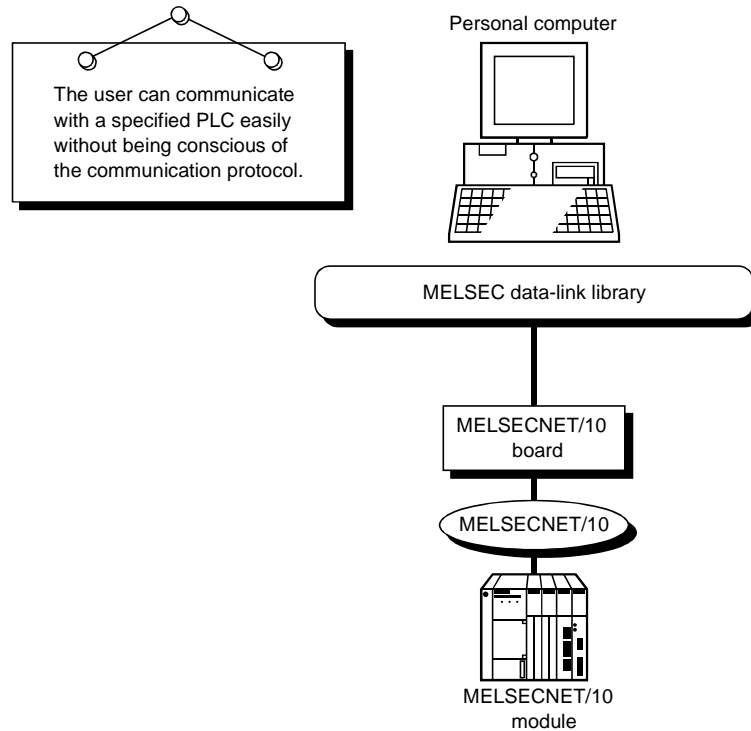 Personal computer
The user can communicate
with a specified PLC easily
without being conscious of
the communication protocol.
MELSEC data-link library
MELSECNET/10
board
MELSECNET/10
MELSECNET/10
module